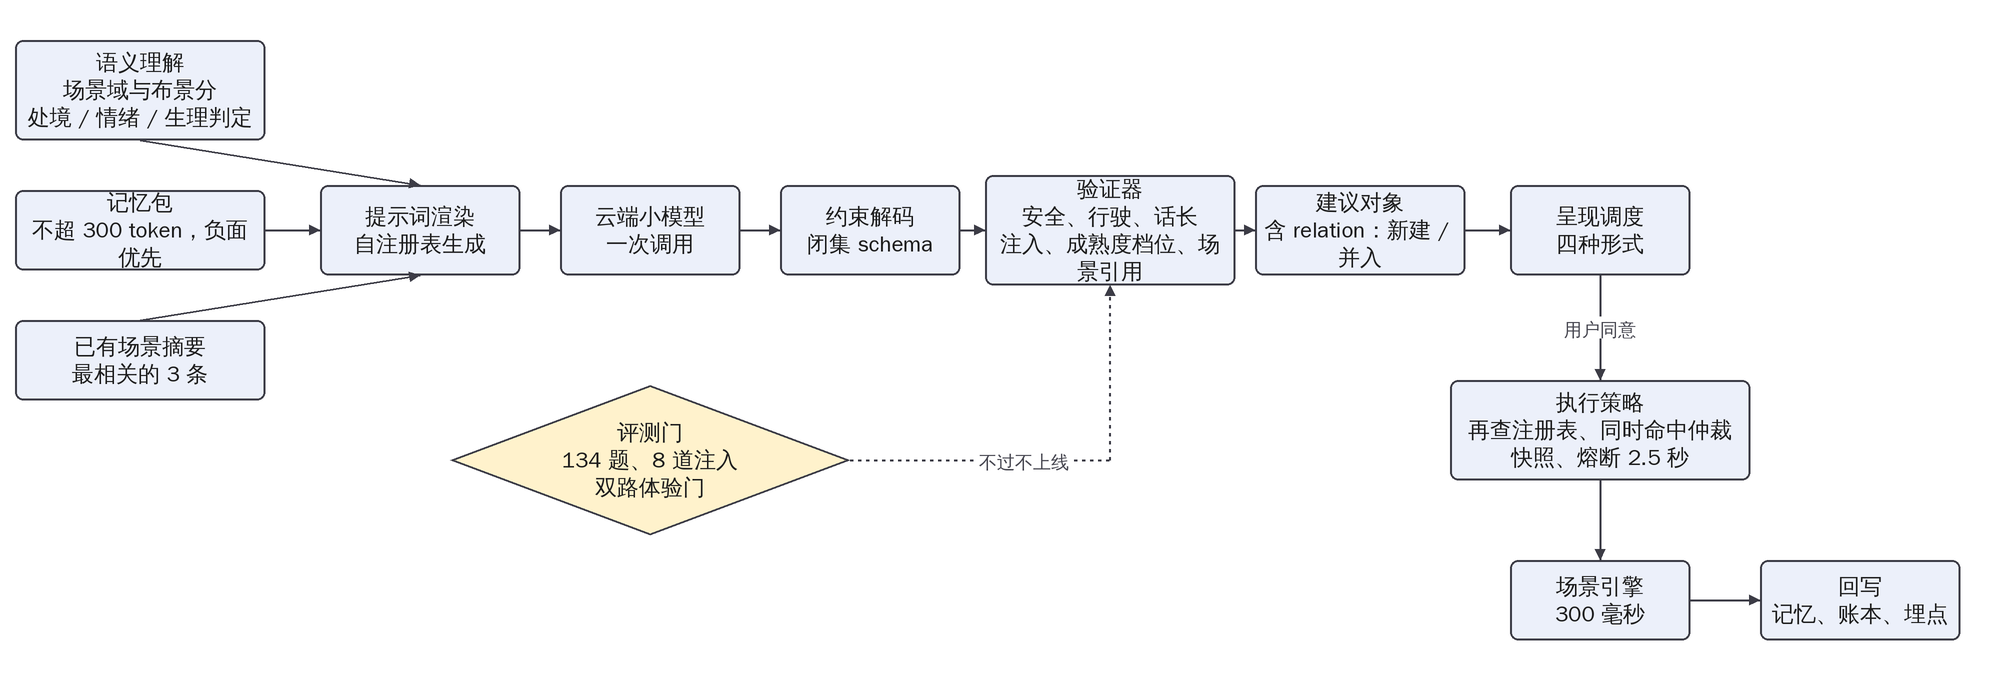 语义理解
场景域与布景分
处境 / 情绪 / 生理判定
记忆包
不超 300 token，负面
优先
已有场景摘要
最相关的 3 条
提示词渲染
自注册表生成
云端小模型
一次调用
约束解码
闭集 schema
验证器
安全、行驶、话长
注入、成熟度档位、场
景引用
建议对象
含 relation：新建 /
并入
呈现调度
四种形式
用户同意
评测门
134 题、8 道注入
双路体验门
不过不上线
执行策略
再查注册表、同时命中仲裁
快照、熔断 2.5 秒
场景引擎
300 毫秒
回写
记忆、账本、埋点